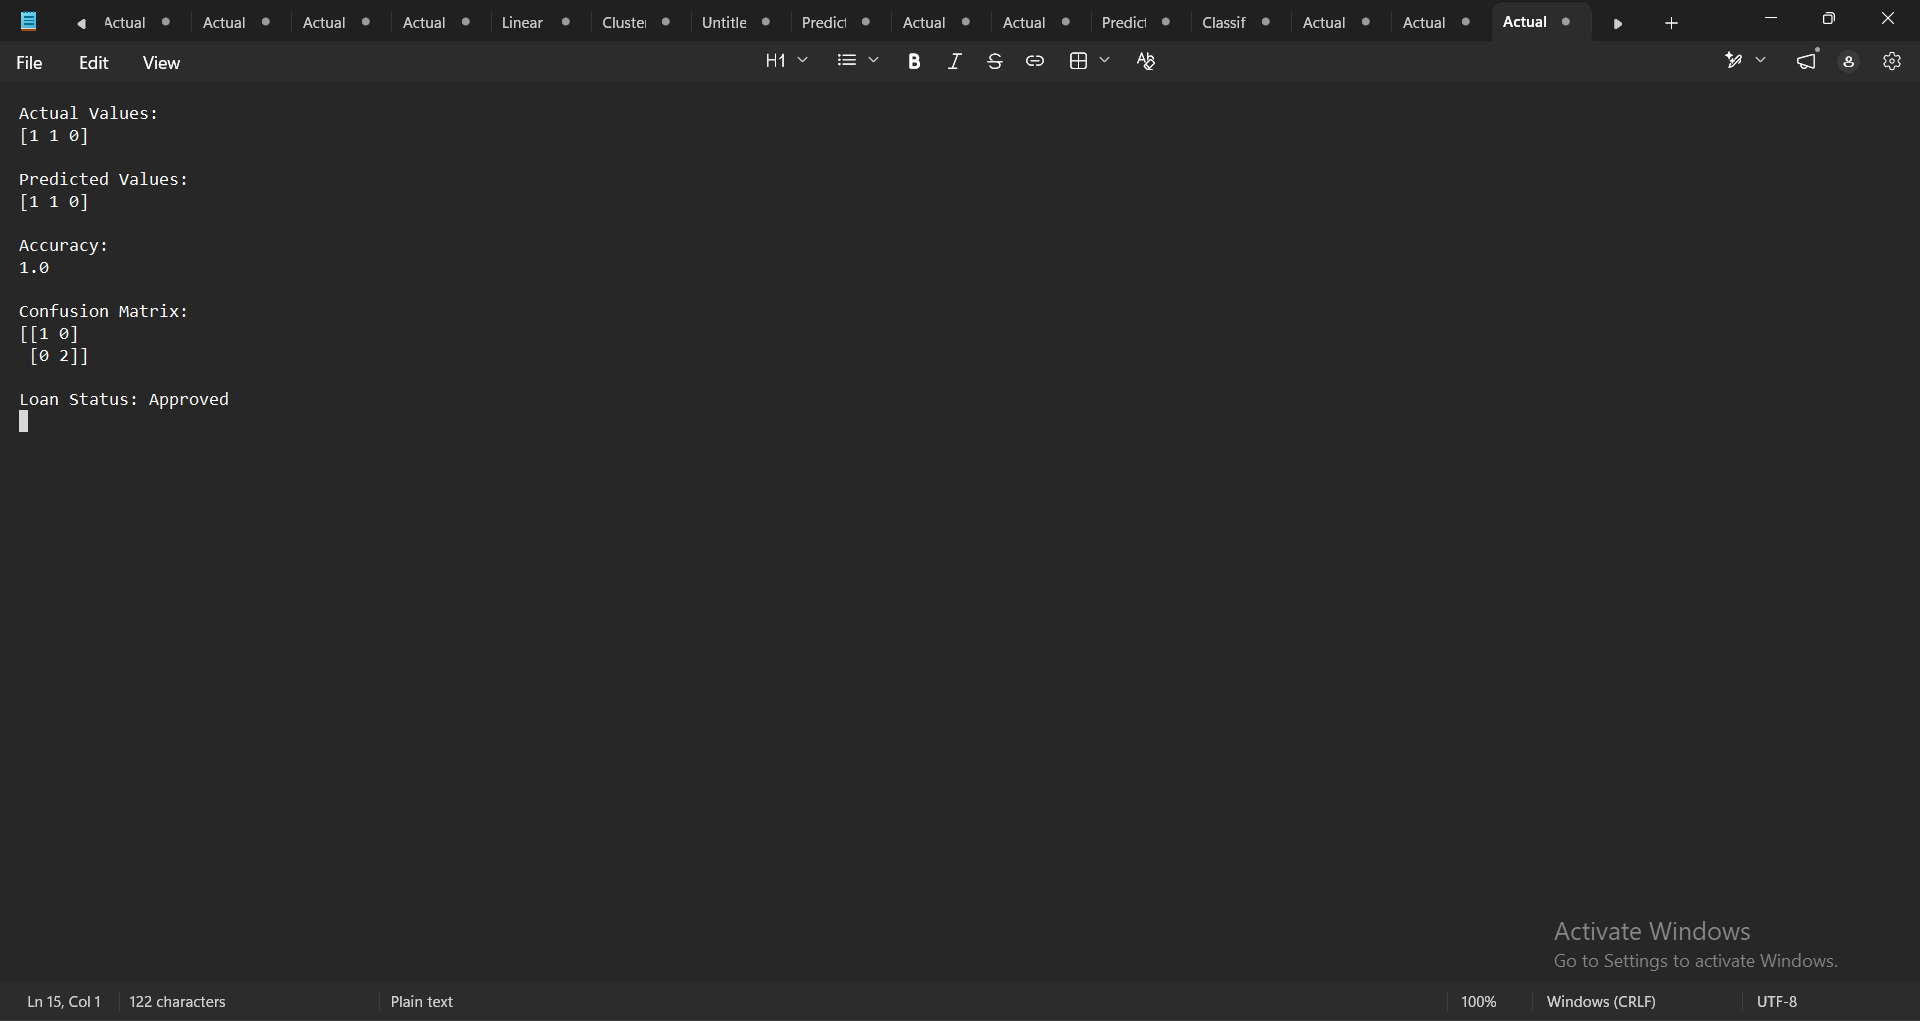 Actual
Actual
Actual
Actual
Linear
Untitle
Actual
Actual
Classif
Actual
Actual
Actual
File
Edit
View
H1
Actual Values:
[1 1 0]
Predicted Values:
[1 1 0]
Accuracy:
1.0
Confusion Matrix:
[[1 0]
[0 2]]
Loan Status: Approved
Activate Windows
Go to Settings to activate Windows.
Ln 15, Col 1
122 characters
Plain text
100%
Windows (CRLF)
UTF-8